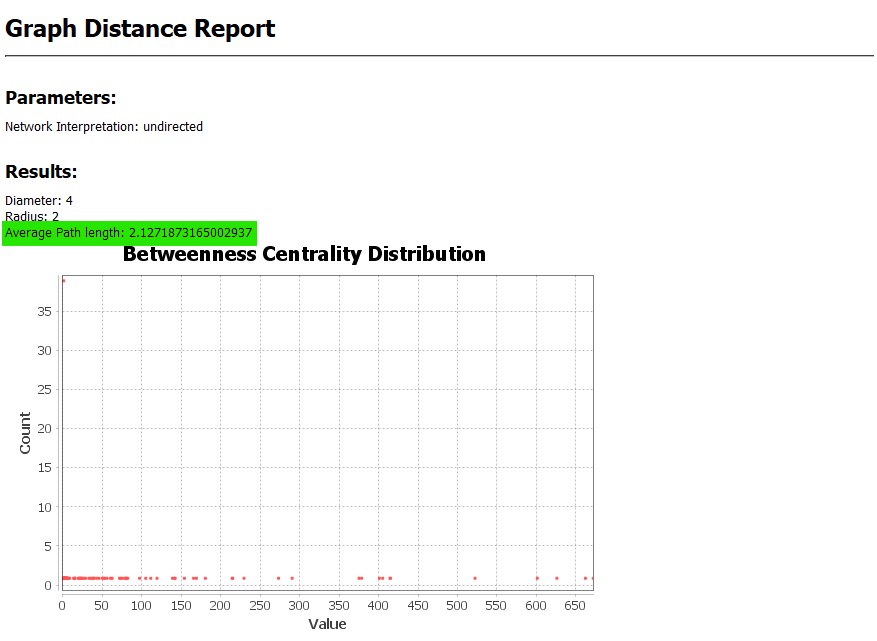 Graph Distance Report
Parameters:
Network Interpretation: undirected
Results:
Diameter: 4
Radius: 2
Average Path length: 2.1271873165002937
Betweenness Centrality Distribution
35
30
25
20
15
10
5
0
Count
0 50 100 150 200 250 300 350 400 450 500 550 600 650
Value